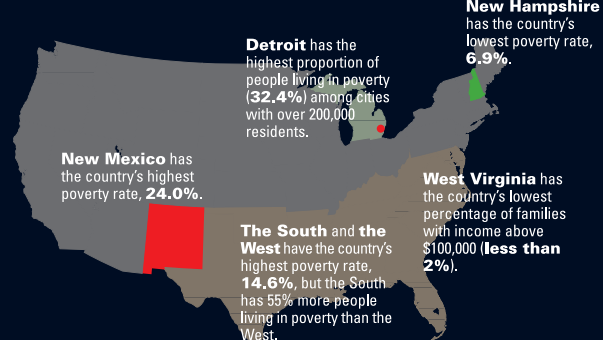 New Hampshire
has the country's
lowest poverty rate,
6.9%.
Detroit has the
highest proportion of
people living in poverty
(32.4%) among cities
with over 200,000
residents.
New Mexico has
the country's highest
poverty rate, 24.0%.
West Virginia has
the country's lowest
percentage of families
with income above
$100,000 (less than
2%).
The South and the
West have the country's
highest poverty rate,
14.6%, but the South
has 55% more people
living in poverty than the
West.